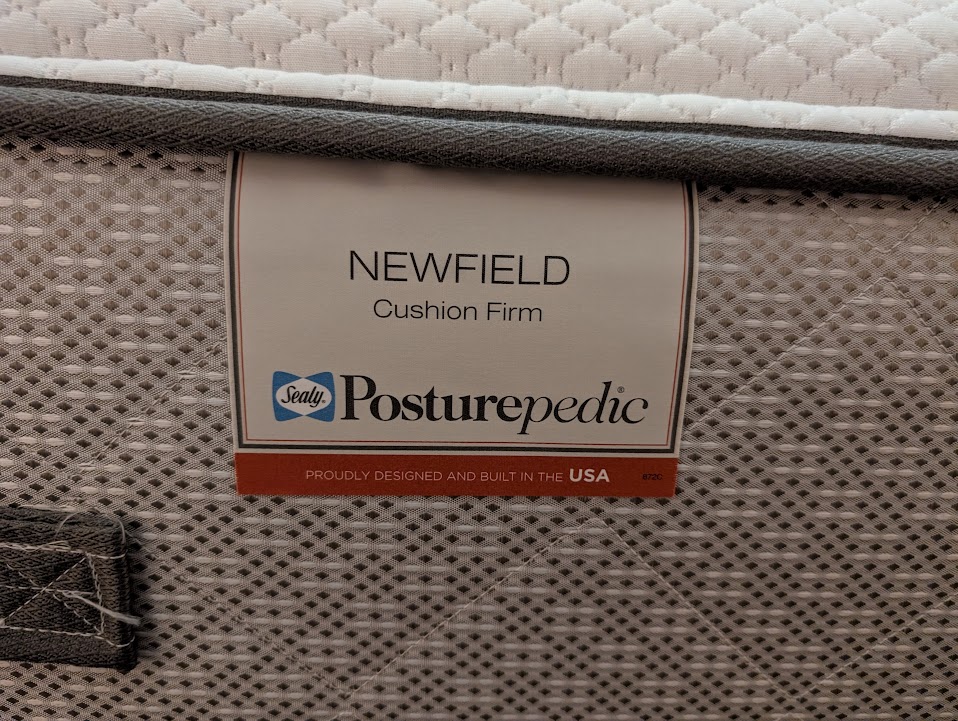 NEWFIELD
Cushion Firm
Sealy® Posturepedic®
PROUDLY DESIGNED AND BUILT IN THE USA